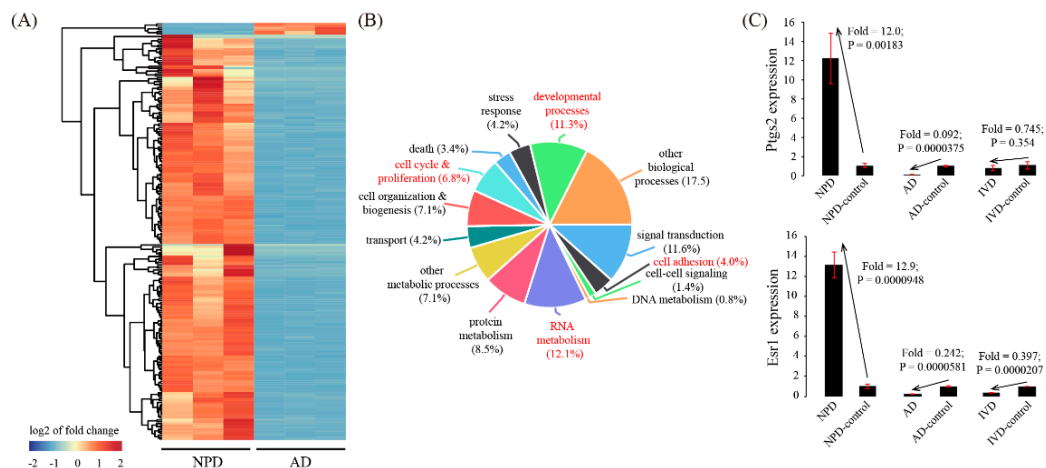 (A)
log2 of fold change
-2 -1 0 1 2
NPD
AD
(B)
stress
response
(4.2%)
developmental
processes
(11.3%)
other
biological
processes (17.5)
signal transduction
(11.6%)
cell adhesion (4.0%)
cell-cell signaling
(1.4%)
DNA metabolism (0.8%)
RNA
metabolism
(12.1%)
protein
metabolism
(8.5%)
other
metabolic processes
(7.1%)
transport (4.2%)
cell organization &
biogenesis (7.1%)
cell cycle &
proliferation (6.8%)
death (3.4%)
(C)
Ptgs2 expression
16
14
12
10
8
6
4
2
0
Fold = 12.0;
P = 0.00183
Fold = 0.092;
P = 0.0000375
Fold = 0.745;
P = 0.354
NPD
NPD-control
AD
AD-control
IVD
IVD-control
Esr1 expression
16
14
12
10
8
6
4
2
0
Fold = 12.9;
P = 0.0000948
Fold = 0.242;
P = 0.0000581
Fold = 0.397;
P = 0.0000207
NPD
NPD-control
AD
AD-control
IVD
IVD-control